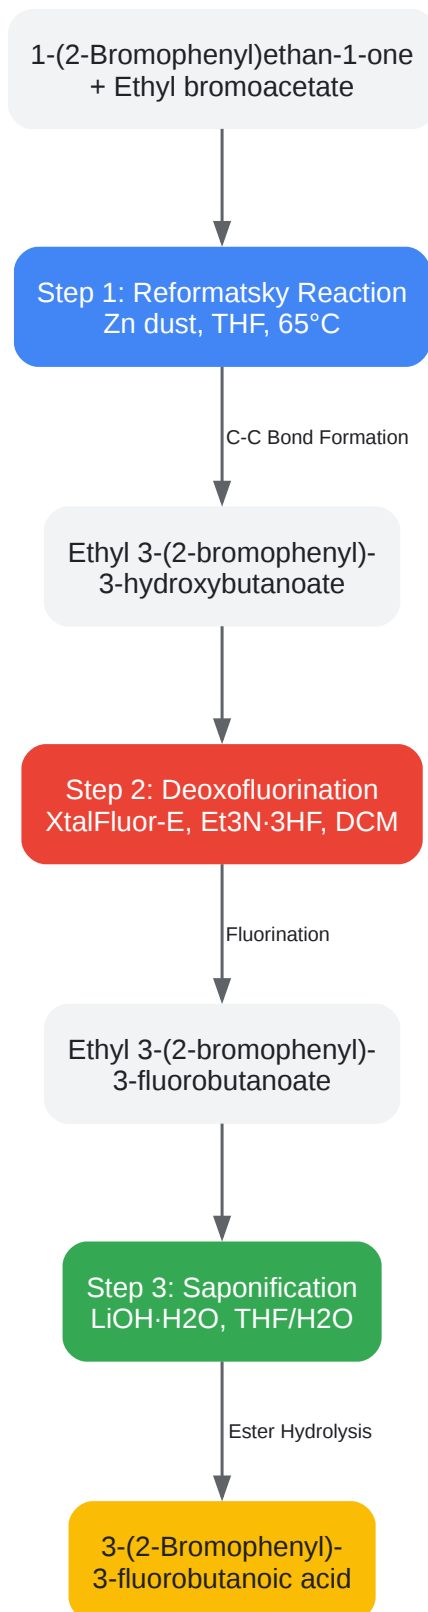 1-(2-Bromophenyl)ethan-1-one
+ Ethyl bromoacetate
Step 1: Reformatsky Reaction
Zn dust, THF, 65°C
C-C Bond Formation
Ethyl 3-(2-bromophenyl)-
3-hydroxybutanoate
Step 2: Deoxofluorination
XtalFluor-E, Et3N·3HF, DCM
Fluorination
Ethyl 3-(2-bromophenyl)-
3-fluorobutanoate
Step 3: Saponification
LiOH·H2O, THF/H2O
Ester Hydrolysis
3-(2-Bromophenyl)-
3-fluorobutanoic acid